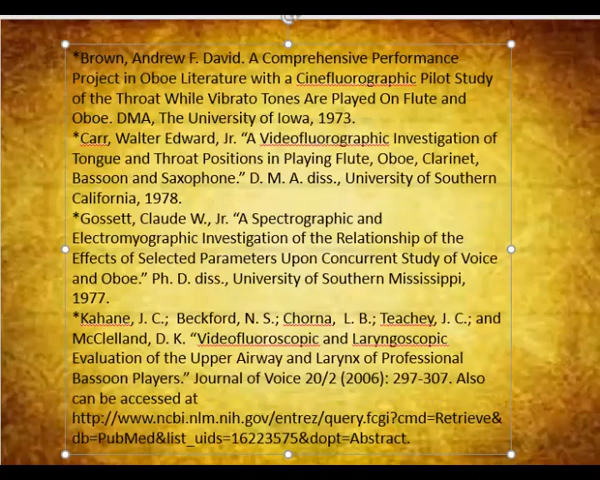 *Brown, Andrew F. David. A Comprehensive Performance
Project in Oboe Literature with a Cinefluorographic Pilot Study
of the Throat While Vibrato Tones Are Played On Flute and
Oboe. DMA, The University of Iowa, 1973.
*Carr, Walter Edward, Jr. “A Videofluorographic Investigation of
Tongue and Throat Positions in Playing Flute, Oboe, Clarinet,
Bassoon and Saxophone.” D. M. A. diss., University of Southern
California, 1978.
*Gossett, Claude W., Jr. “A Spectrographic and
Electromyographic Investigation of the Relationship of the
Effects of Selected Parameters Upon Concurrent Study of Voice
and Oboe.” Ph. D. diss., University of Southern Mississippi,
1977.
*Kahane, J. C.;  Beckford, N. S.; Chorna,  L. B.; Teachey, J. C.; and
McClelland, D. K. “Videofluoroscopic and Laryngoscopic
Evaluation of the Upper Airway and Larynx of Professional
Bassoon Players.” Journal of Voice 20/2 (2006): 297-307. Also
can be accessed at
http://www.ncbi.nlm.nih.gov/entrez/query.fcgi?cmd=Retrieve&
db=PubMed&list_uids=16223575&dopt=Abstract.